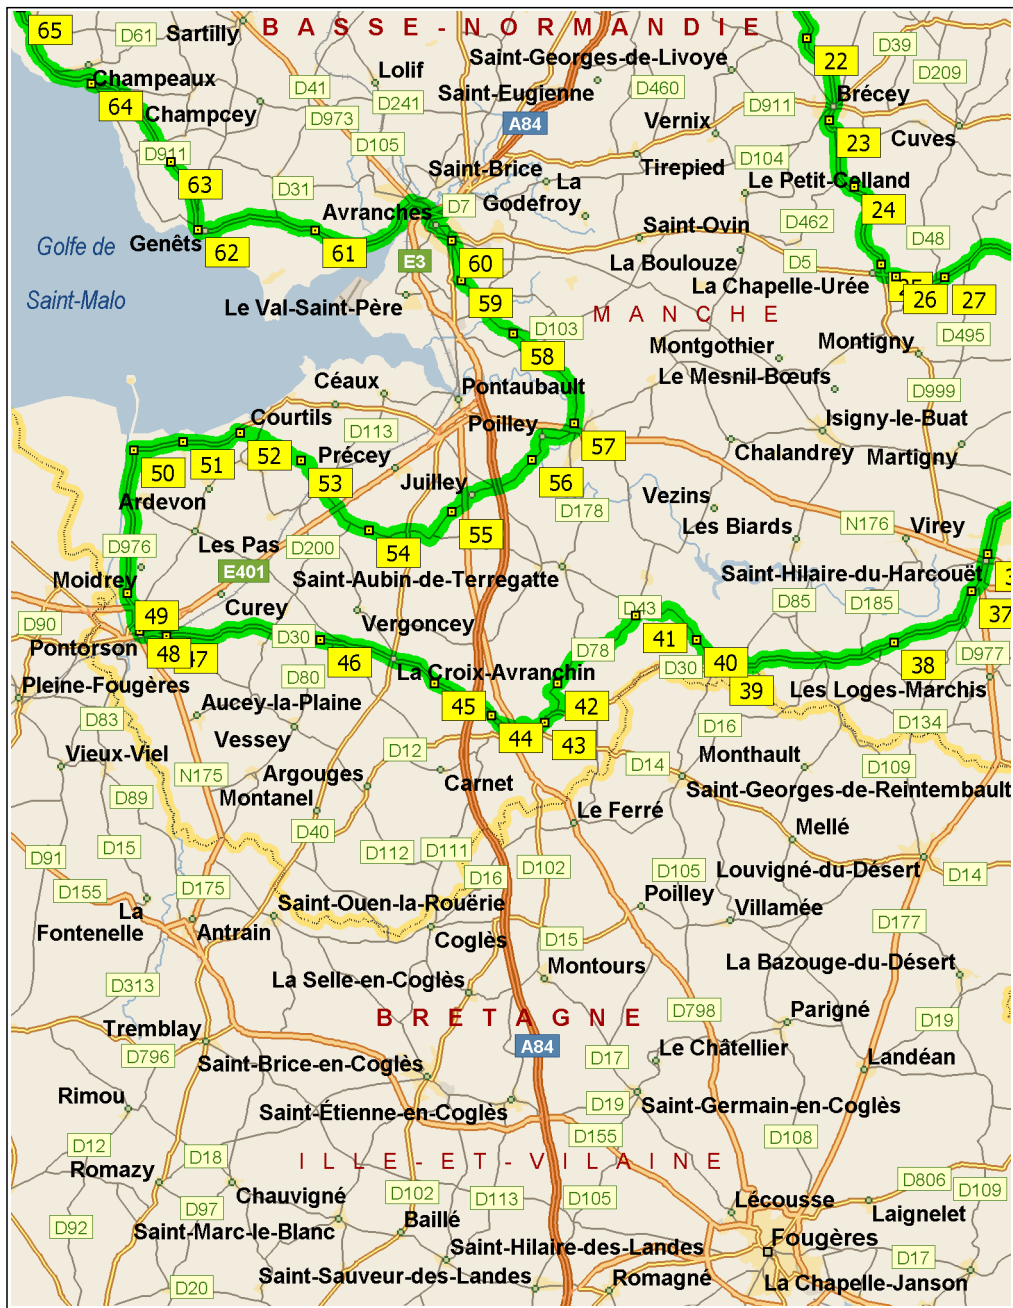 65
D61
Sartilly
BASSE-NORMANDIE
22
D39
D209
Saint-Georges-de-Livoye
Lolif
Champeaux
D41
D241
Saint-Eugienne
D460
D911
Brécey
64
Champcey
D973
A84
Vernix
23
Cuves
D911
D105
Saint-Brice
Tirepied
D104
Le Petit-Celland
63
D31
La
Godefroy
D7
Avranches
24
D462
Saint-Ovin
D48
Golfe de
Saint-Malo
Genêts
62
61
E3
60
La Boulouze
D5
La Chapelle-Urée
26
27
Le Val-Saint-Père
59
MANCHE
D103
58
Montgothier
Montigny
D495
Céaux
Pontaubault
Le Mesnil-Bœufs
D999
Courtils
Poilley
57
Isigny-le-Buat
D113
50
51
52
Précey
Chalandrey
Martigny
53
Juilley
56
Ardevon
Vezins
D178
Les Biards
N176
Virey
55
54
D976
Les Pas
D200
E401
Moidrey
Saint-Aubin-de-Terregatte
Saint-Hilaire-du-Harcouët
Curey
D43
D85
D185
37
49
D90
Vergoncey
D30
41
Pontorson
48
47
46
D78
D30
40
38
D977
39
D80
La Croix-Avranchin
Pleine-Fougères
Les Loges-Marchis
Aucey-la-Plaine
45
42
D83
D16
D134
Vessey
44
43
Vieux-Viel
D12
Monthault
D14
D109
N175
Argouges
Carnet
D89
Montanel
Saint-Georges-de-Reintembault
Le Ferré
D40
Mellé
D91
D15
D112
D111
D102
D105
Louvigné-du-Désert
D14
D155
D175
D16
Poilley
La
Fontenelle
Saint-Ouen-la-Rouërie
Villamée
D177
Antrain
Coglès
D15
La Bazouge-du-Désert
Montours
D313
La Selle-en-Coglès
BRETAGNE
D798
Parigné
D19
Tremblay
A84
D796
Saint-Brice-en-Coglès
D17
Le Châtellier
Landéan
Rimou
Saint-Étienne-en-Coglès
D19
Saint-Germain-en-Coglès
D12
D155
D108
Romazy
D18
ILLE-ET-VILAINE
D806
D109
Chauvigné
D102
D113
D105
Lécousse
Laignelet
D97
D92
Saint-Marc-le-Blanc
Baillé
Saint-Hilaire-des-Landes
Fougères
D17
D20
Saint-Sauveur-des-Landes
Romagné
La Chapelle-Janson